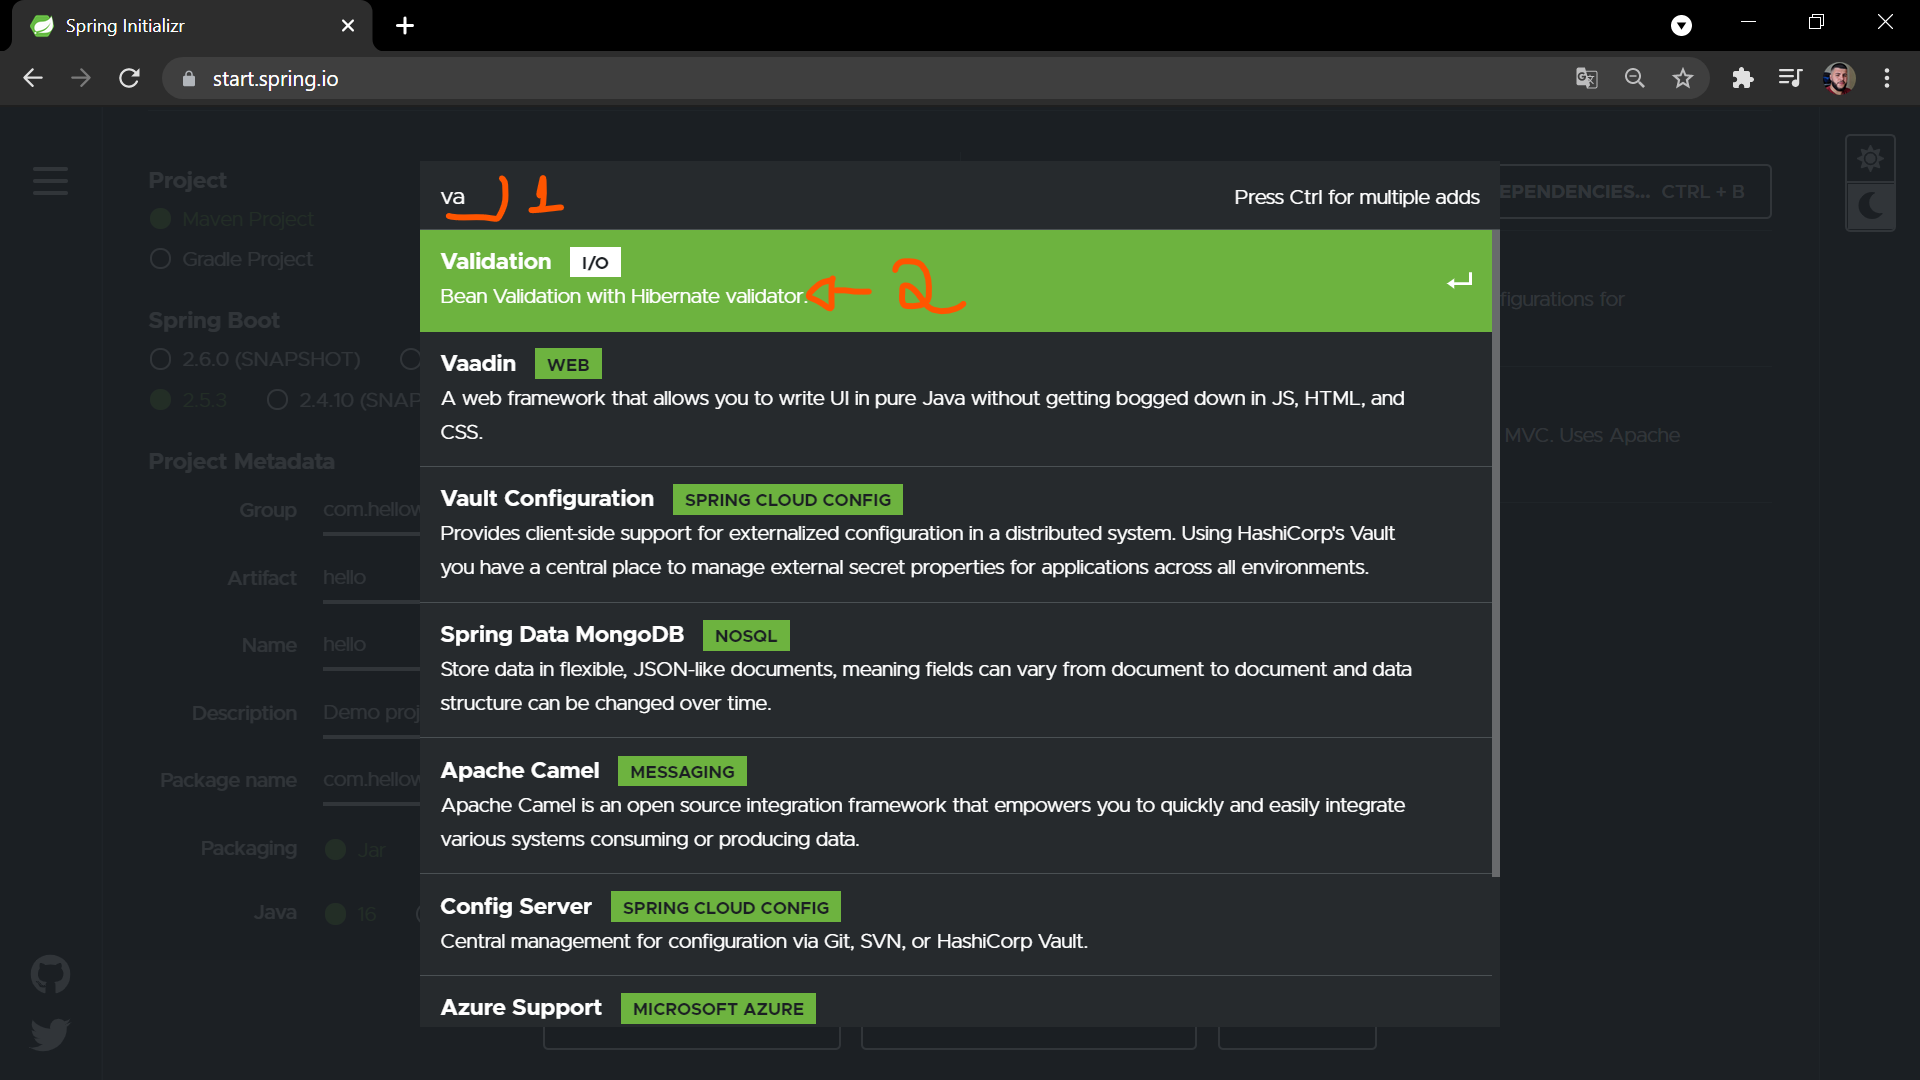 Spring Initializr
start.spring.io
Project
Maven Project
Gradle Project
Spring Boot
2.6.0 (SNAPSHOT)
2.5.3 2.4.10 (SNAP
Project Metadata
Group com.hellow
Artifact hello
Name hello
Description Demo proj
Package name com.hellow
Packaging Jar
Java 16
va 1
Press Ctrl for multiple adds
EPENDENCIES... CTRL + B
Validation I/O
Bean Validation with Hibernate validator. 2
figurations for
Vaadin WEB
A web framework that allows you to write UI in pure Java without getting bogged down in JS, HTML, and
CSS.
MVC. Uses Apache
Vault Configuration SPRING CLOUD CONFIG
Provides client-side support for externalized configuration in a distributed system. Using HashiCorp's Vault
you have a central place to manage external secret properties for applications across all environments.
Spring Data MongoDB NOSQL
Store data in flexible, JSON-like documents, meaning fields can vary from document to document and data
structure can be changed over time.
Apache Camel MESSAGING
Apache Camel is an open source integration framework that empowers you to quickly and easily integrate
various systems consuming or producing data.
Config Server SPRING CLOUD CONFIG
Central management for configuration via Git, SVN, or HashiCorp Vault.
Azure Support MICROSOFT AZURE